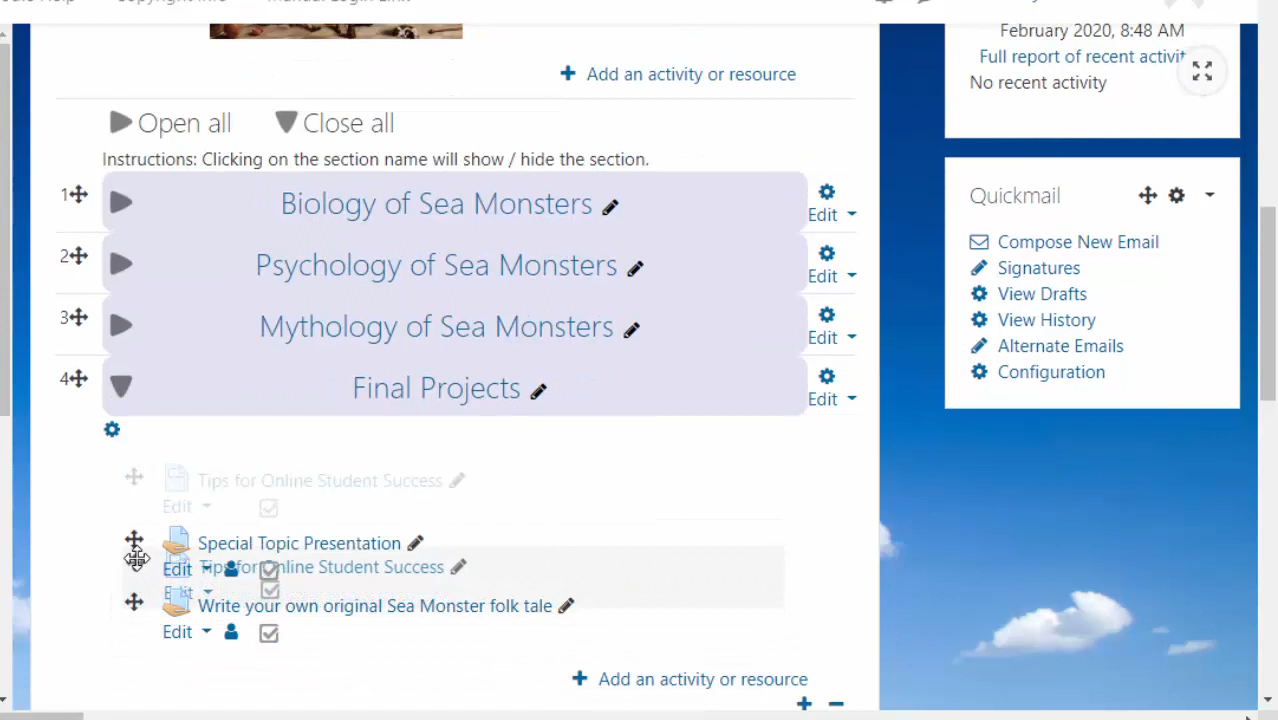 February 2020, 8:48 AM
Full report of recent activit
No recent activity
Add an activity or resource
Open all Close all
Instructions: Clicking on the section name will show / hide the section.
1 Biology of Sea Monsters
Edit
2 Psychology of Sea Monsters
Edit
3 Mythology of Sea Monsters
Edit
4 Final Projects
Edit
Tips for Online Student Success
Edit
Special Topic Presentation
Edit
Tips for Online Student Success
Edit
Write your own original Sea Monster folk tale
Edit
Add an activity or resource
Quickmail
Compose New Email
Signatures
View Drafts
View History
Alternate Emails
Configuration